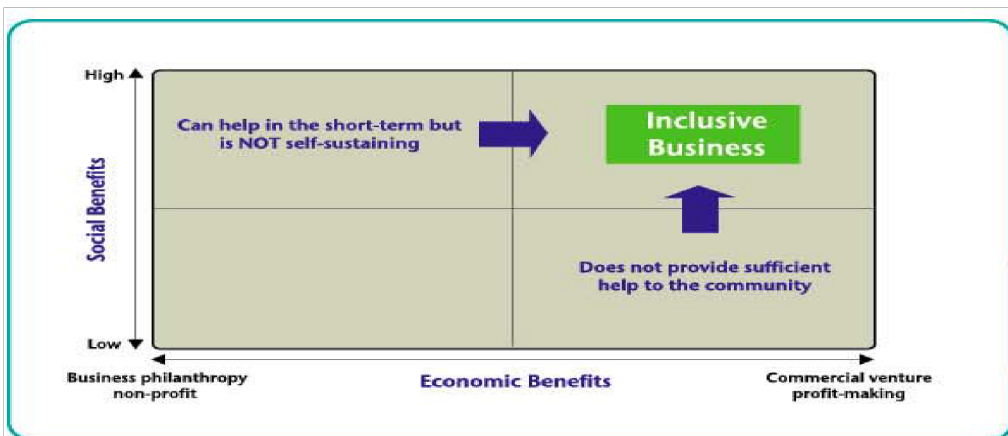 High
Can help in the short-term but
is NOT self-sustaining
Inclusive
Business
Social Benefits
Does not provide sufficient
help to the community
Low
Business philanthropy
non-profit
Economic Benefits
Commercial venture
profit-making